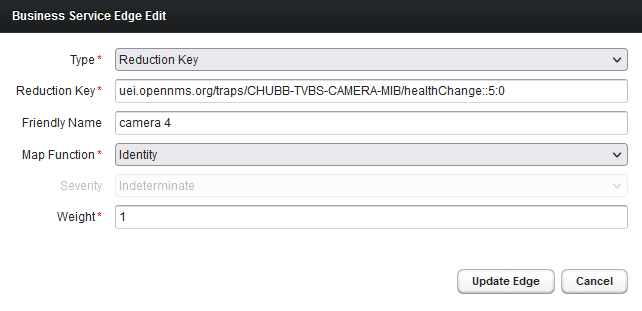 Business Service Edge Edit
Type* Reduction Key
Reduction Key* uei.opennms.org/traps/CHUBB-TVBS-CAMERA-MIB/healthChange::5:0
Friendly Name camera 4
Map Function* Identity
Severity Indeterminate
Weight* 1
Update Edge Cancel